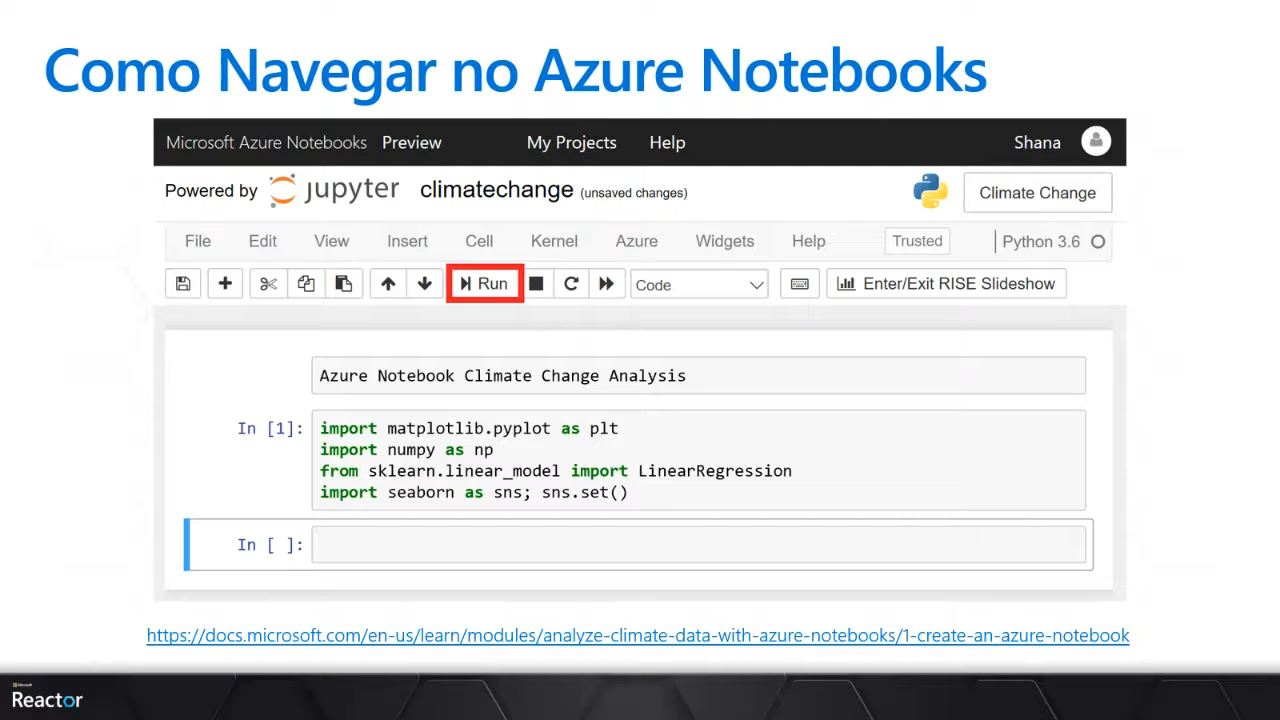 Como Navegar no Azure Notebooks
Microsoft Azure Notebooks Preview My Projects Help Shana
Powered by jupyter climatechange (unsaved changes) Climate Change
File Edit View Insert Cell Kernel Azure Widgets Help Trusted Python 3.6
Run Code Enter/Exit RISE Slideshow
Azure Notebook Climate Change Analysis
In [1]: import matplotlib.pyplot as plt
import numpy as np
from sklearn.linear_model import LinearRegression
import seaborn as sns; sns.set()
In [ ]:
https://docs.microsoft.com/en-us/learn/modules/analyze-climate-data-with-azure-notebooks/1-create-an-azure-notebook
Microsoft
Reactor